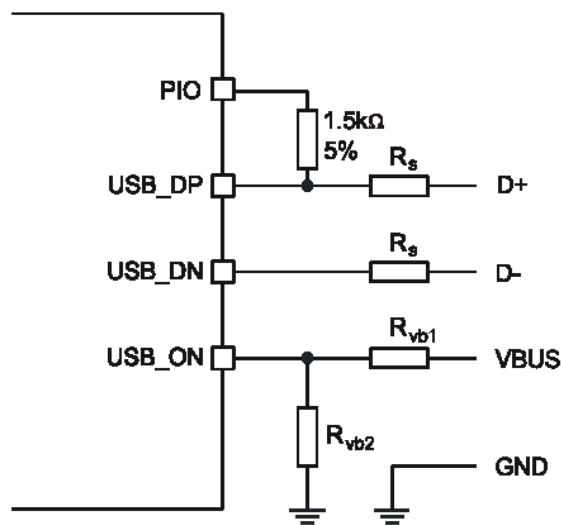 PIO
1.5kΩ
5%
USB_DP
Rs
D+
USB_DN
Rs
D-
USB_ON
Rvb1
VBUS
Rvb2
GND